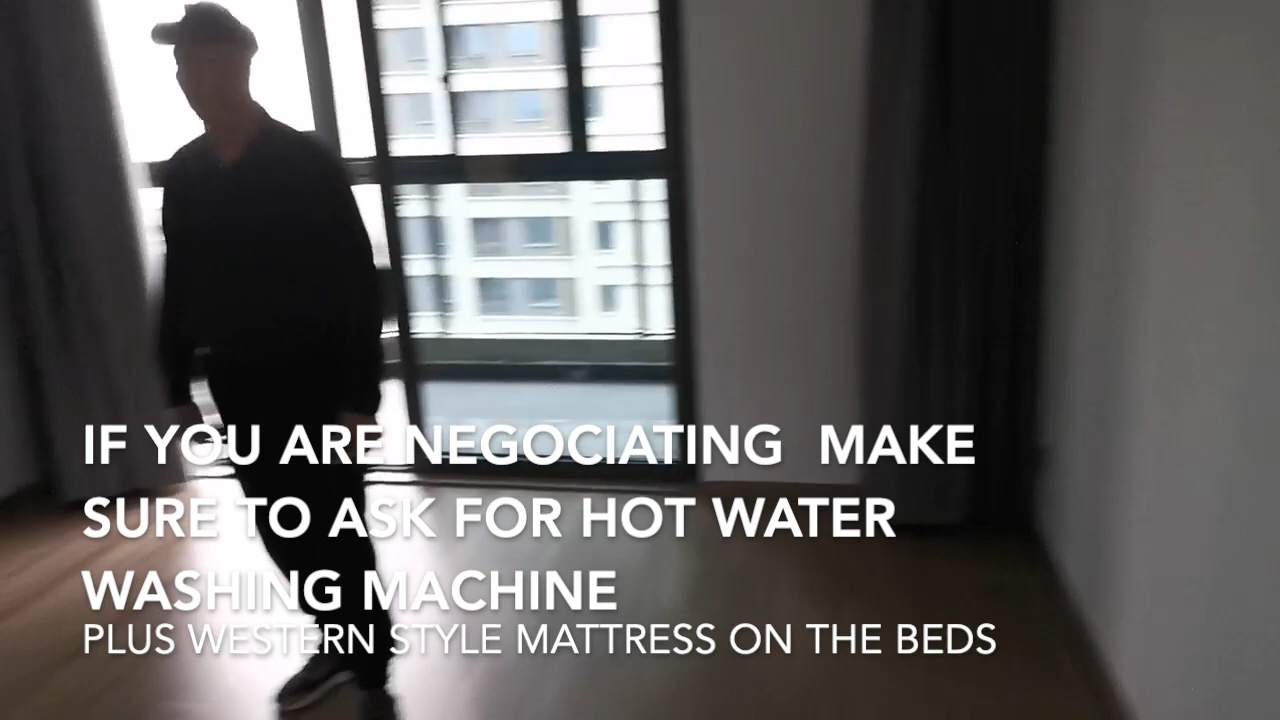 IF YOU ARE NEGOCIATING  MAKE
SURE TO ASK FOR HOT WATER
WASHING MACHINE
PLUS WESTERN STYLE MATTRESS ON THE BEDS